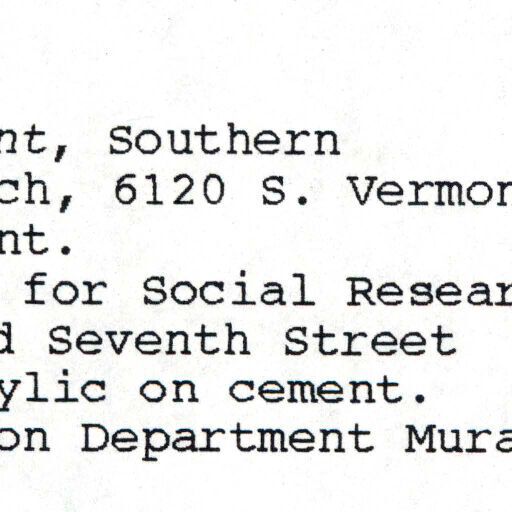 nt, Southern
ch, 6120 S. Vermon
nt.
for Social Resear
d Seventh Street
ylic on cement.
on Department Mura